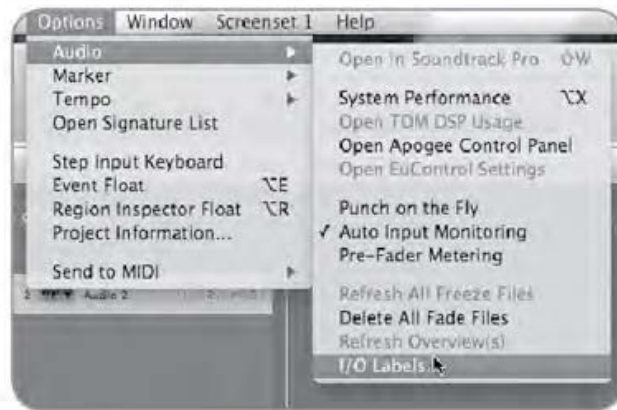 Options Window Screenset 1 Help
Audio
Marker
Tempo
Open Signature List
Step Input Keyboard
Event Float ⌥E
Region Inspector Float ⌥R
Project Information...
Send to MIDI
2 Audio 2
Open in Soundtrack Pro ⇧W
System Performance ⌥X
Open TDM DSP Usage
Open Apogee Control Panel
Open EuControl Settings
Punch on the Fly
✓ Auto Input Monitoring
Pre-Fader Metering
Refresh All Freeze Files
Delete All Fade Files
Refresh Overview(s)
I/O Labels...